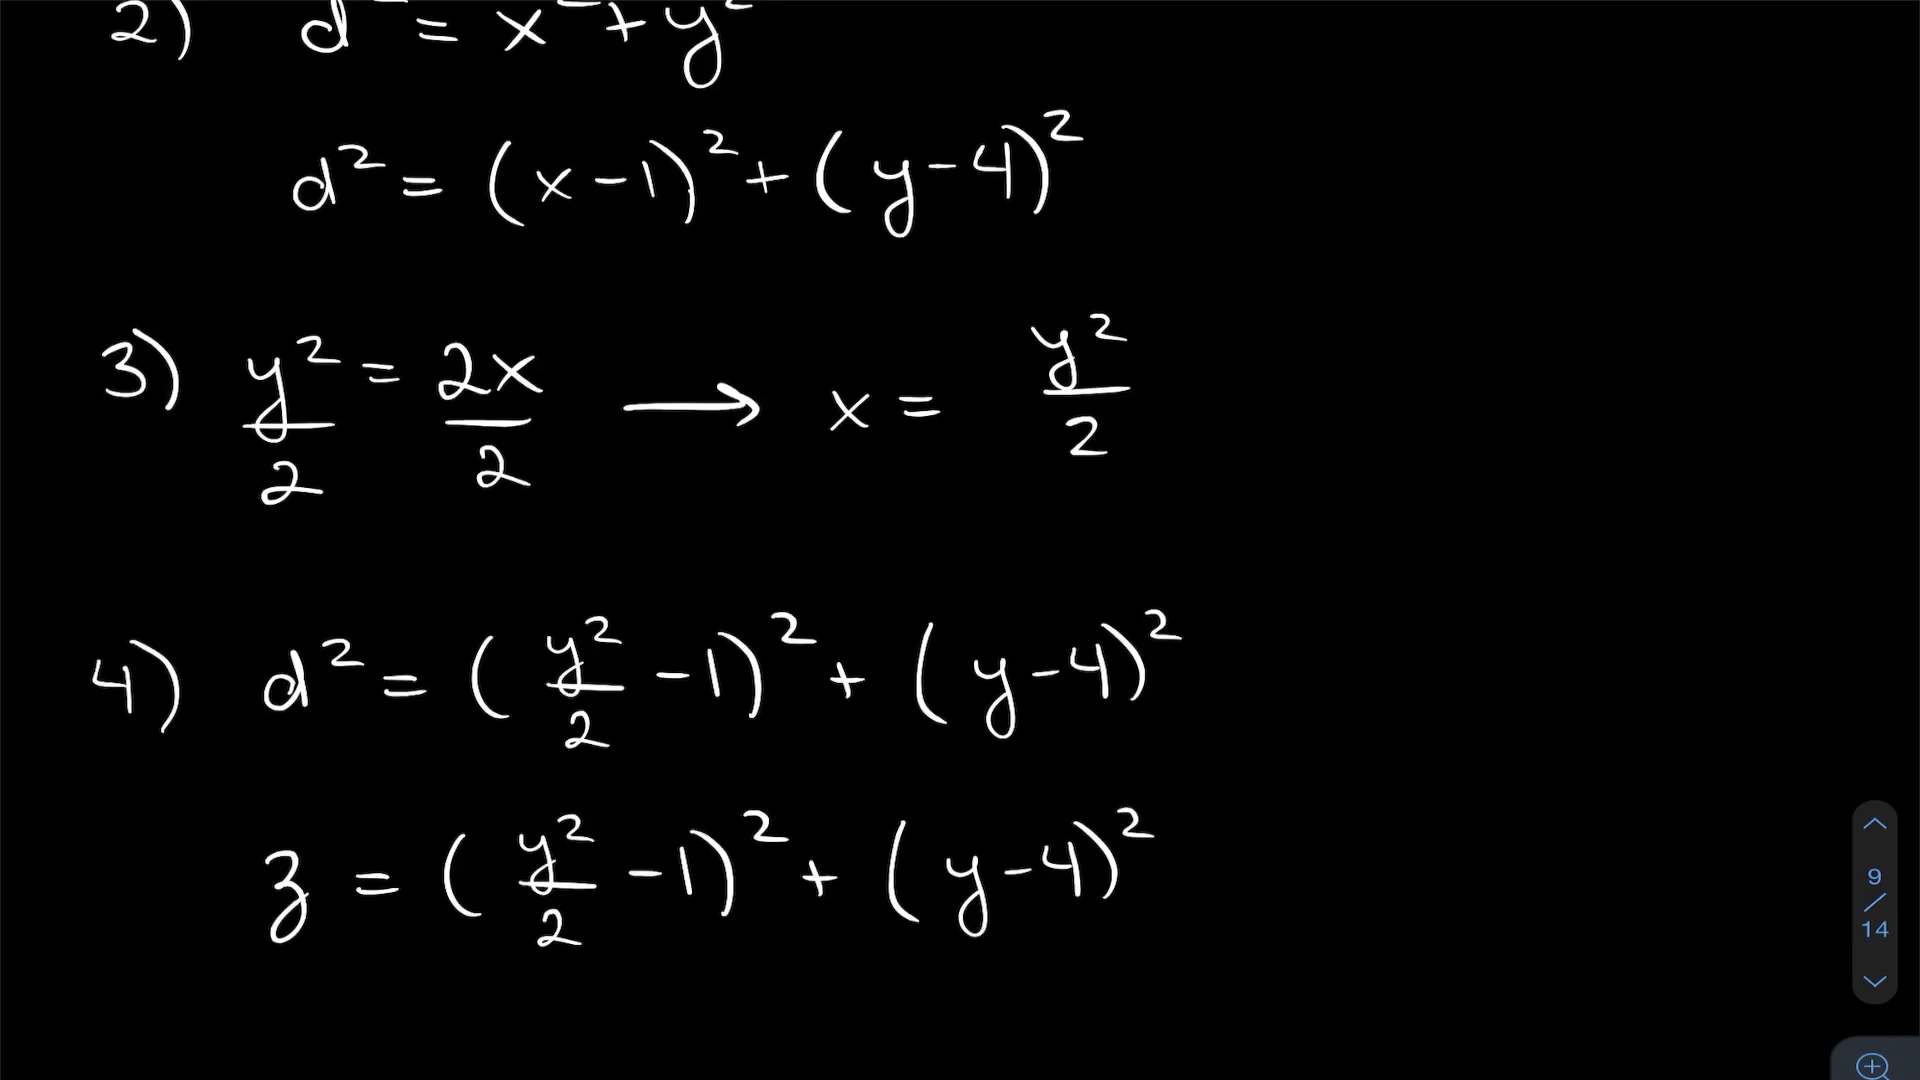 2) d² = x² + y²
d² = (x-1)² + (y-4)²
3) y²/2 = 2x/2 → x = y²/2
4) d² = (y²/2 - 1)² + (y-4)²
z = (y²/2 - 1)² + (y-4)²
9
/
14